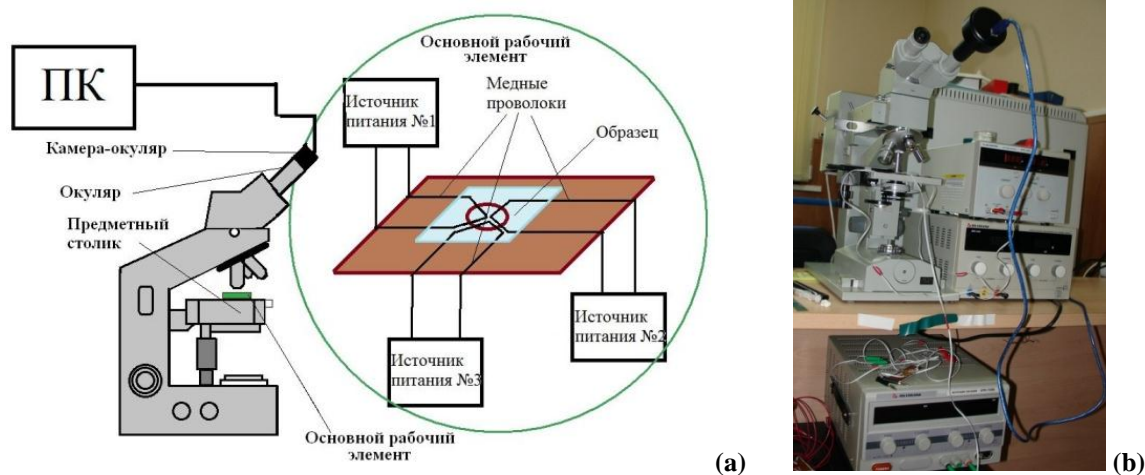 ПК
Камера-окуляр
Окуляр
Предметный
столик
Основной рабочий
элемент
Основной рабочий
элемент
Медные
проволоки
Образец
Источник
питания №1
Источник
питания №2
Источник
питания №3
(a)
(b)